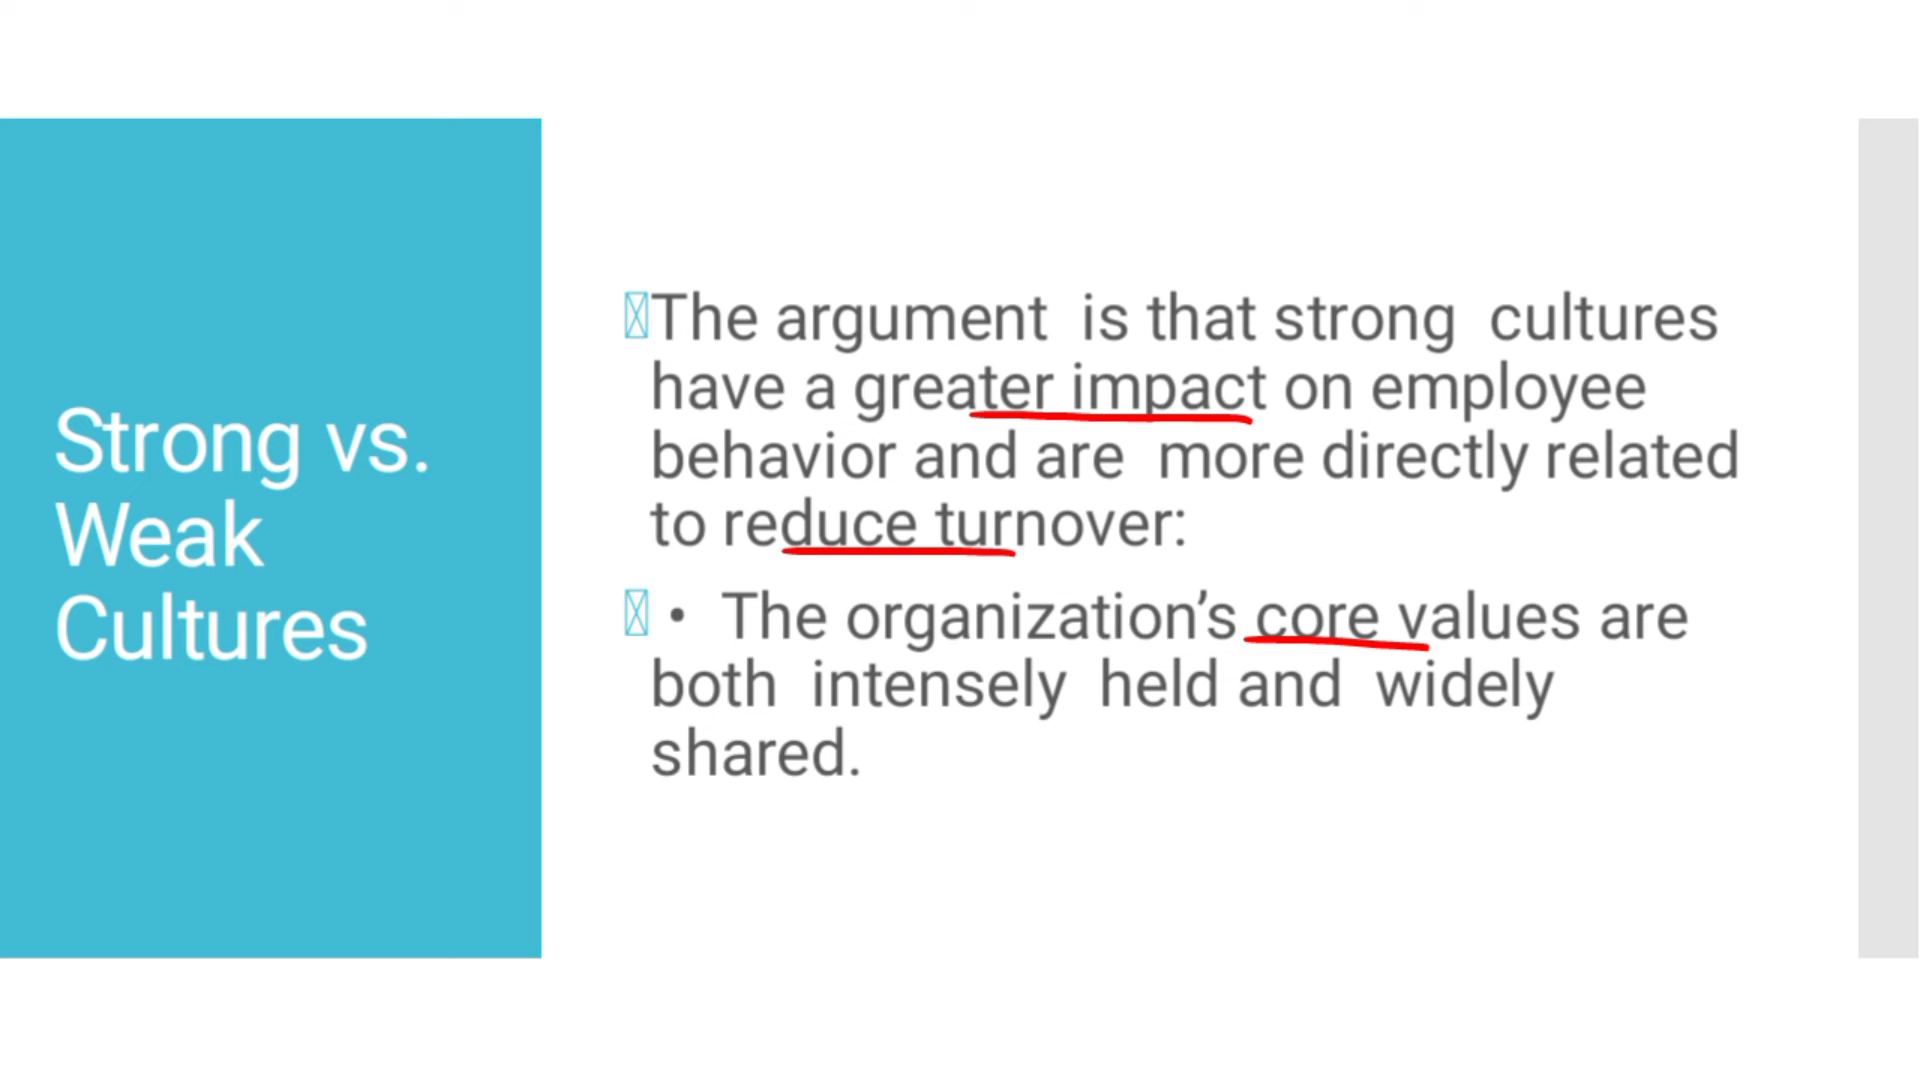 Strong vs.
Weak
Cultures
The argument is that strong cultures
have a greater impact on employee
behavior and are more directly related
to reduce turnover:
• The organization’s core values are
both intensely held and widely
shared.